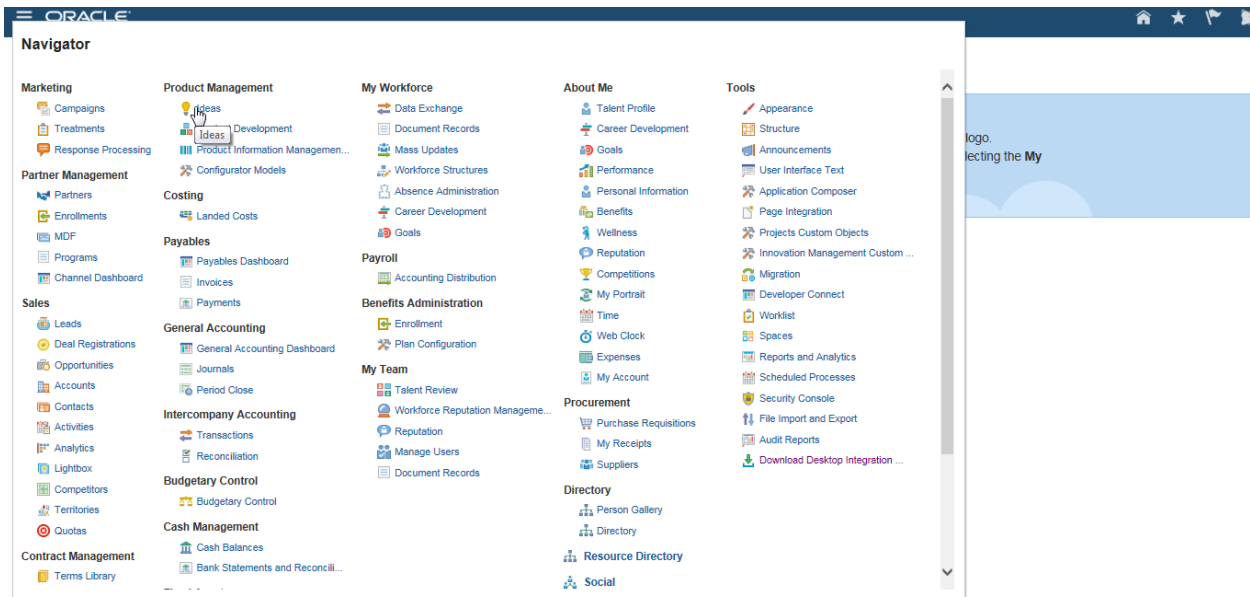 ORACLE
Navigator
Marketing
Campaigns
Treatments
Response Processing
Partner Management
Partners
Enrollments
MDF
Programs
Channel Dashboard
Sales
Leads
Deal Registrations
Opportunities
Accounts
Contacts
Activities
Analytics
Lightbox
Competitors
Territories
Quotas
Contract Management
Terms Library
Product Management
Ideas
Ideas
Development
Product Information Managemen...
Configurator Models
Costing
Landed Costs
Payables
Payables Dashboard
Invoices
Payments
General Accounting
General Accounting Dashboard
Journals
Period Close
Intercompany Accounting
Transactions
Reconciliation
Budgetary Control
Budgetary Control
Cash Management
Cash Balances
Bank Statements and Reconcili...
My Workforce
Data Exchange
Document Records
Mass Updates
Workforce Structures
Absence Administration
Career Development
Goals
Payroll
Accounting Distribution
Benefits Administration
Enrollment
Plan Configuration
My Team
Talent Review
Workforce Reputation Manageme...
Reputation
Manage Users
Document Records
About Me
Talent Profile
Career Development
Goals
Performance
Personal Information
Benefits
Wellness
Reputation
Competitions
My Portrait
Time
Web Clock
Expenses
My Account
Procurement
Purchase Requisitions
My Receipts
Suppliers
Directory
Person Gallery
Directory
Resource Directory
Social
Tools
Appearance
Structure
Announcements
User Interface Text
Application Composer
Page Integration
Projects Custom Objects
Innovation Management Custom ...
Migration
Developer Connect
Worklist
Spaces
Reports and Analytics
Scheduled Processes
Security Console
File Import and Export
Audit Reports
Download Desktop Integration ...
logo.
lecting the My